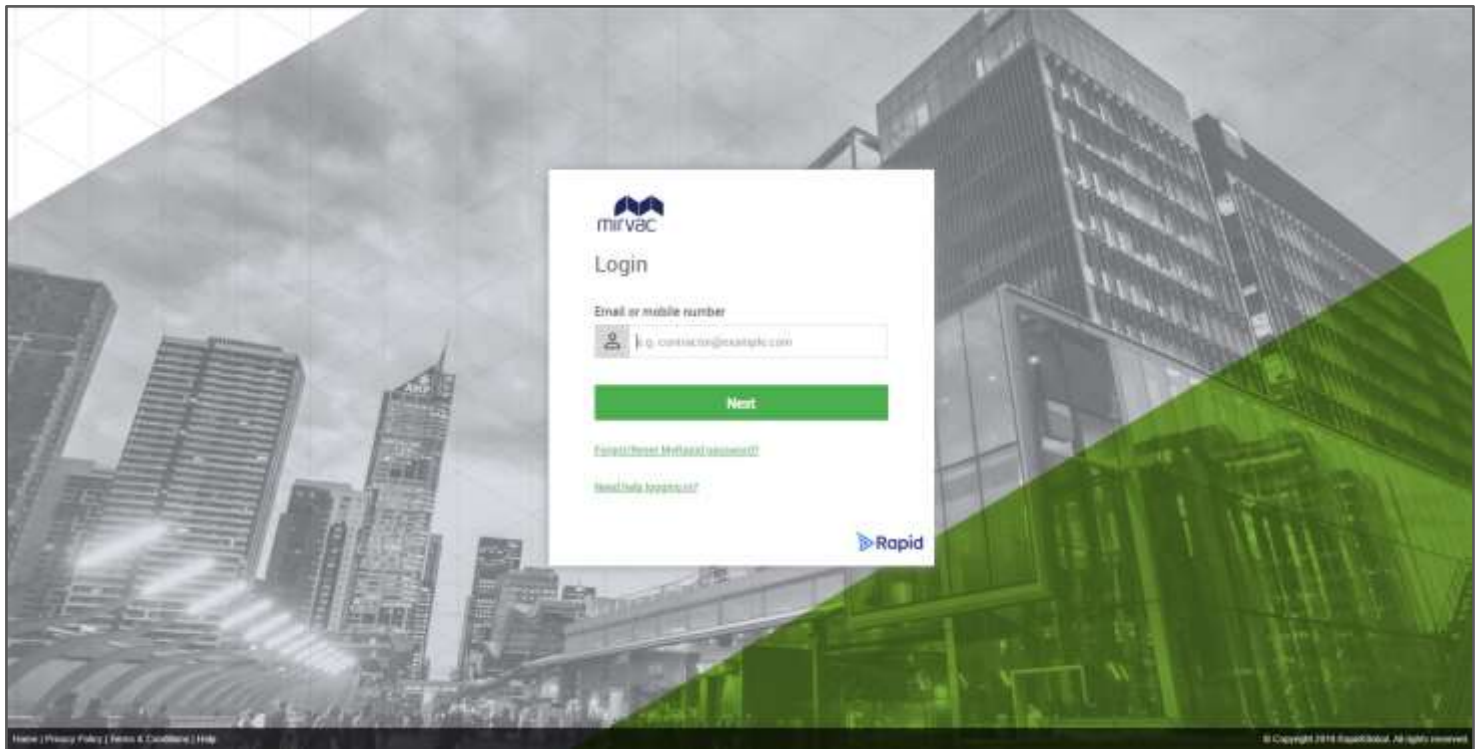 mirvac
Login
Email or mobile number
e.g. contractor@example.com
Next
Forgot/Reset MyRapid password?
Need help logging in?
Rapid
Home | Privacy Policy | Terms & Conditions | Help
© Copyright 2019 RapidGlobal. All rights reserved.